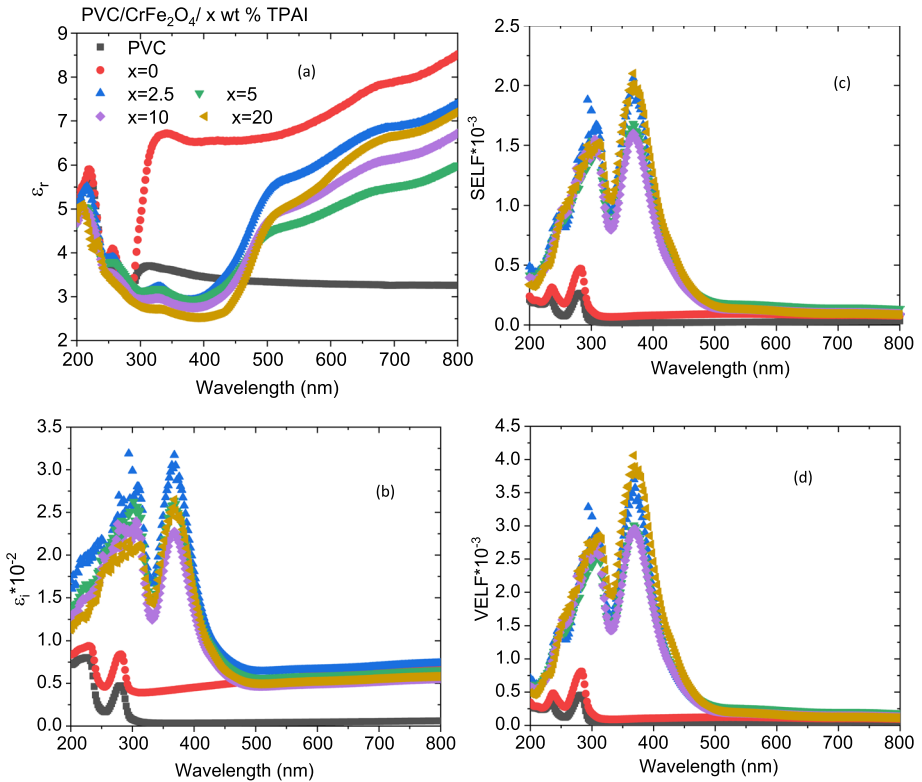 PVC/CrFe₂O₄/ x wt % TPAI
9
8
7
6
5
4
3
2
εr
PVC
x=0
x=2.5 x=5
x=10 x=20
(a)
200 300 400 500 600 700 800
Wavelength (nm)
2.5
2.0
1.5
1.0
0.5
0.0
SELF*10⁻³
(c)
200 300 400 500 600 700 800
Wavelength (nm)
3.5
3.0
2.5
2.0
1.5
1.0
0.5
0.0
εi*10⁻²
(b)
200 300 400 500 600 700 800
Wavelength (nm)
4.5
4.0
3.5
3.0
2.5
2.0
1.5
1.0
0.5
0.0
VELF*10⁻³
(d)
200 300 400 500 600 700 800
Wavelength (nm)